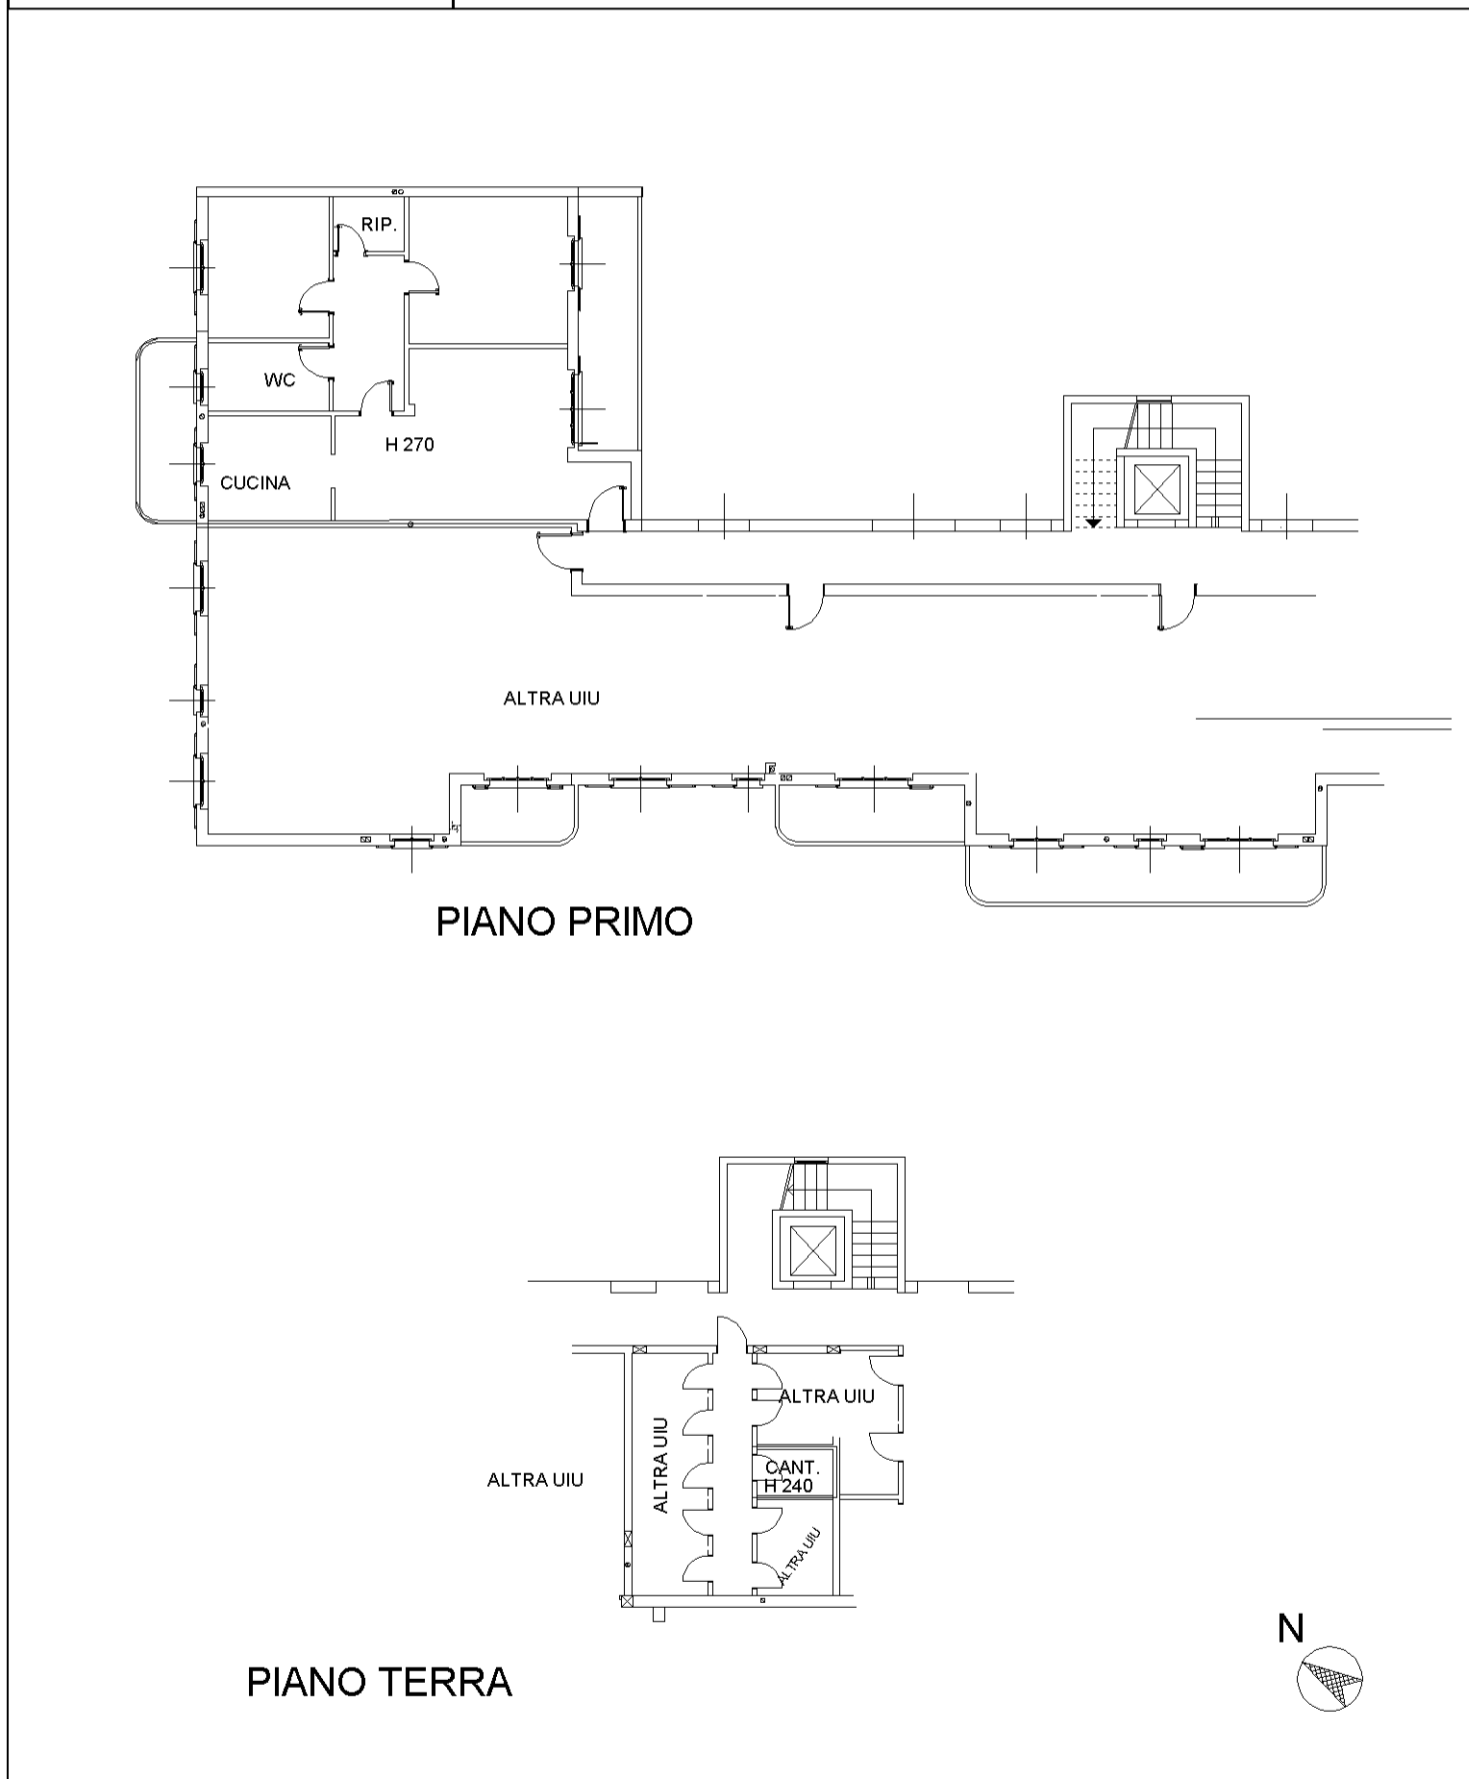 RIP.
WC
H 270
CUCINA
ALTRA UIU
PIANO PRIMO
ALTRA UIU
ALTRA UIU
ALTRA UIU
CANT.
H 240
ALTRA UIU
N
PIANO TERRA